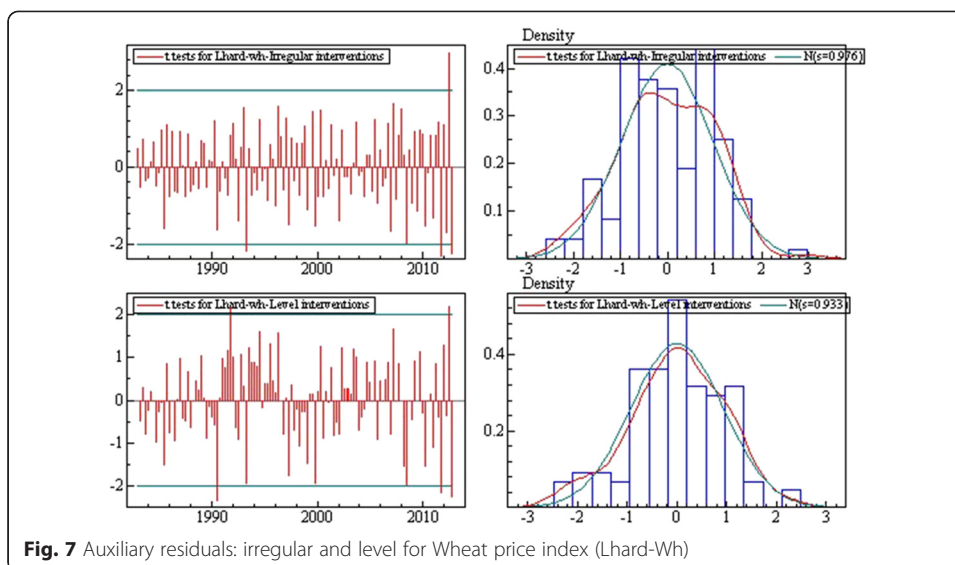 Density
t tests for Lhard-wh-Irregular interventions
t tests for Lhard-wh-Irregular interventions N(s=0.976)
2
0
-2
1990 2000 2010
0.4
0.3
0.2
0.1
-3 -2 -1 0 1 2 3
Density
t tests for Lhard-wh-Level interventions
t tests for Lhard-wh-Level interventions N(s=0.933)
2
1
0
-1
-2
1990 2000 2010
0.4
0.2
-3 -2 -1 0 1 2 3
Fig. 7 Auxiliary residuals: irregular and level for Wheat price index (Lhard-Wh)